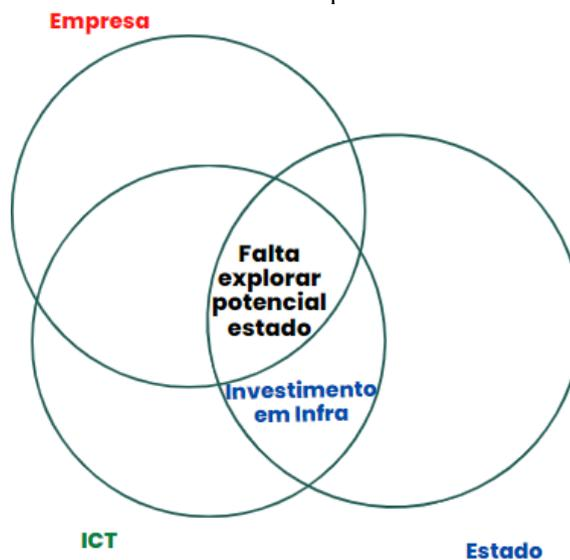 Empresa
Falta
explorar
potencial
estado
Investimento
em Infra
ICT
Estado